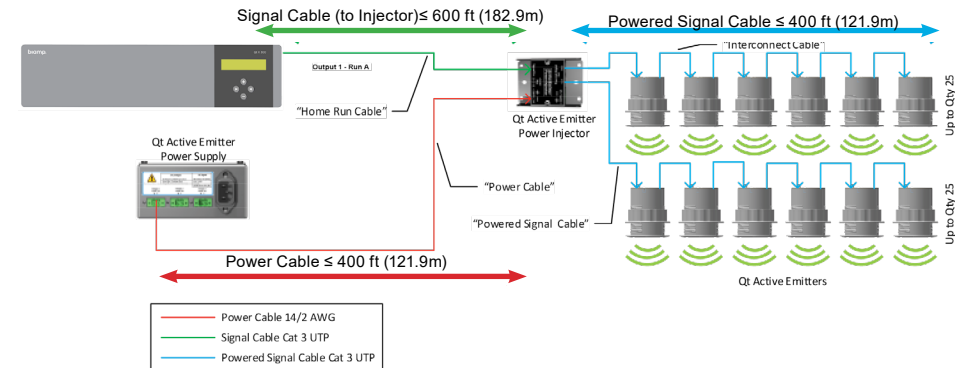 Signal Cable (to Injector)≤ 600 ft (182.9m)
Powered Signal Cable ≤ 400 ft (121.9m)
biamp.
Output 1 - Run A
"Home Run Cable"
"Interconnect Cable"
Qt Active Emitter
Power Injector
Up to Qty 25
Qt Active Emitter
Power Supply
"Power Cable"
"Powered Signal Cable"
Up to Qty 25
Power Cable ≤ 400 ft (121.9m)
Qt Active Emitters
Power Cable 14/2 AWG
Signal Cable Cat 3 UTP
Powered Signal Cable Cat 3 UTP